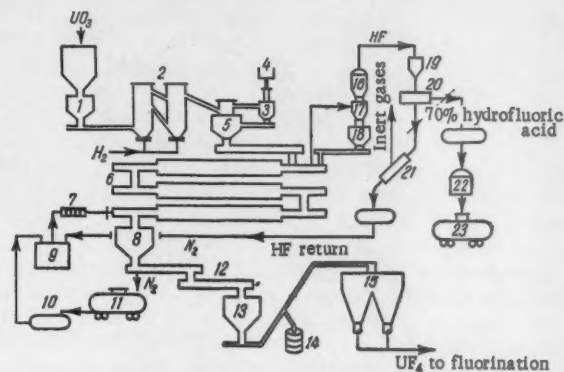 UO₃
HF
4
19
2
16
20
1
3
5
17
70% hydrofluoric
acid
Inert gases
18
H₂
21
6
22
7
8
N₂
HF return
23
9
12
N₂
10
11
13
15
14
UF₄ to fluorination